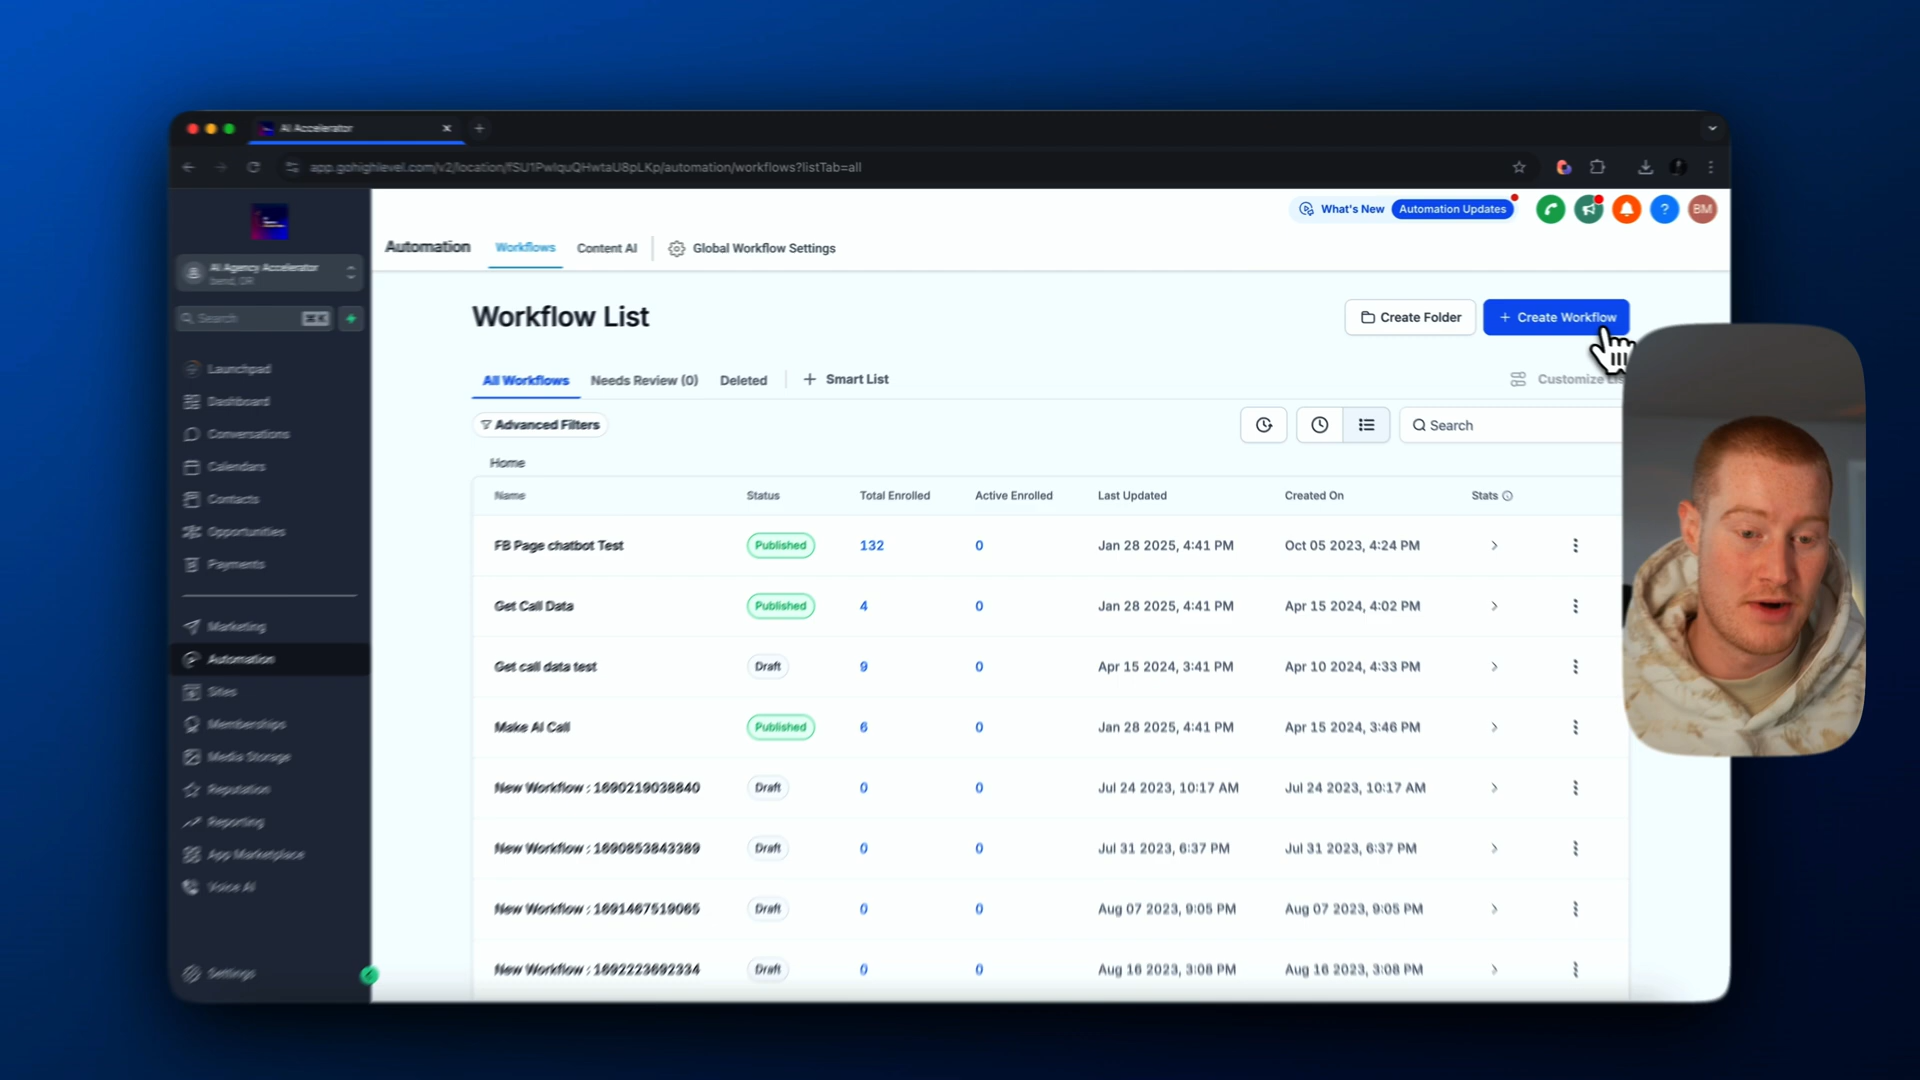 AI Accelerator
app.gohighlevel.com/v2/location/fSU1PwIquQHwtaU8pLKp/automation/workflows?listTab=all
What's New
Automation Updates
?
BM
Automation
Workflows
Content AI
Global Workflow Settings
AI Agency Accelerator
bend, OR
Search
⌘K
Launchpad
Dashboard
Conversations
Calendars
Contacts
Opportunities
Payments
Marketing
Automation
Sites
Memberships
Media Storage
Reputation
Reporting
App Marketplace
Voice AI
Settings
Workflow List
Create Folder
+ Create Workflow
All Workflows
Needs Review (0)
Deleted
+ Smart List
Customize
Advanced Filters
Search
Home
Name Status Total Enrolled Active Enrolled Last Updated Created On Stats
FB Page chatbot Test Published 132 0 Jan 28 2025, 4:41 PM Oct 05 2023, 4:24 PM
Get Call Data Published 4 0 Jan 28 2025, 4:41 PM Apr 15 2024, 4:02 PM
Get call data test Draft 9 0 Apr 15 2024, 3:41 PM Apr 10 2024, 4:33 PM
Make AI Call Published 6 0 Jan 28 2025, 4:41 PM Apr 15 2024, 3:46 PM
New Workflow : 1690219038840 Draft 0 0 Jul 24 2023, 10:17 AM Jul 24 2023, 10:17 AM
New Workflow : 1690853843389 Draft 0 0 Jul 31 2023, 6:37 PM Jul 31 2023, 6:37 PM
New Workflow : 1691467519065 Draft 0 0 Aug 07 2023, 9:05 PM Aug 07 2023, 9:05 PM
New Workflow : 1692223692334 Draft 0 0 Aug 16 2023, 3:08 PM Aug 16 2023, 3:08 PM